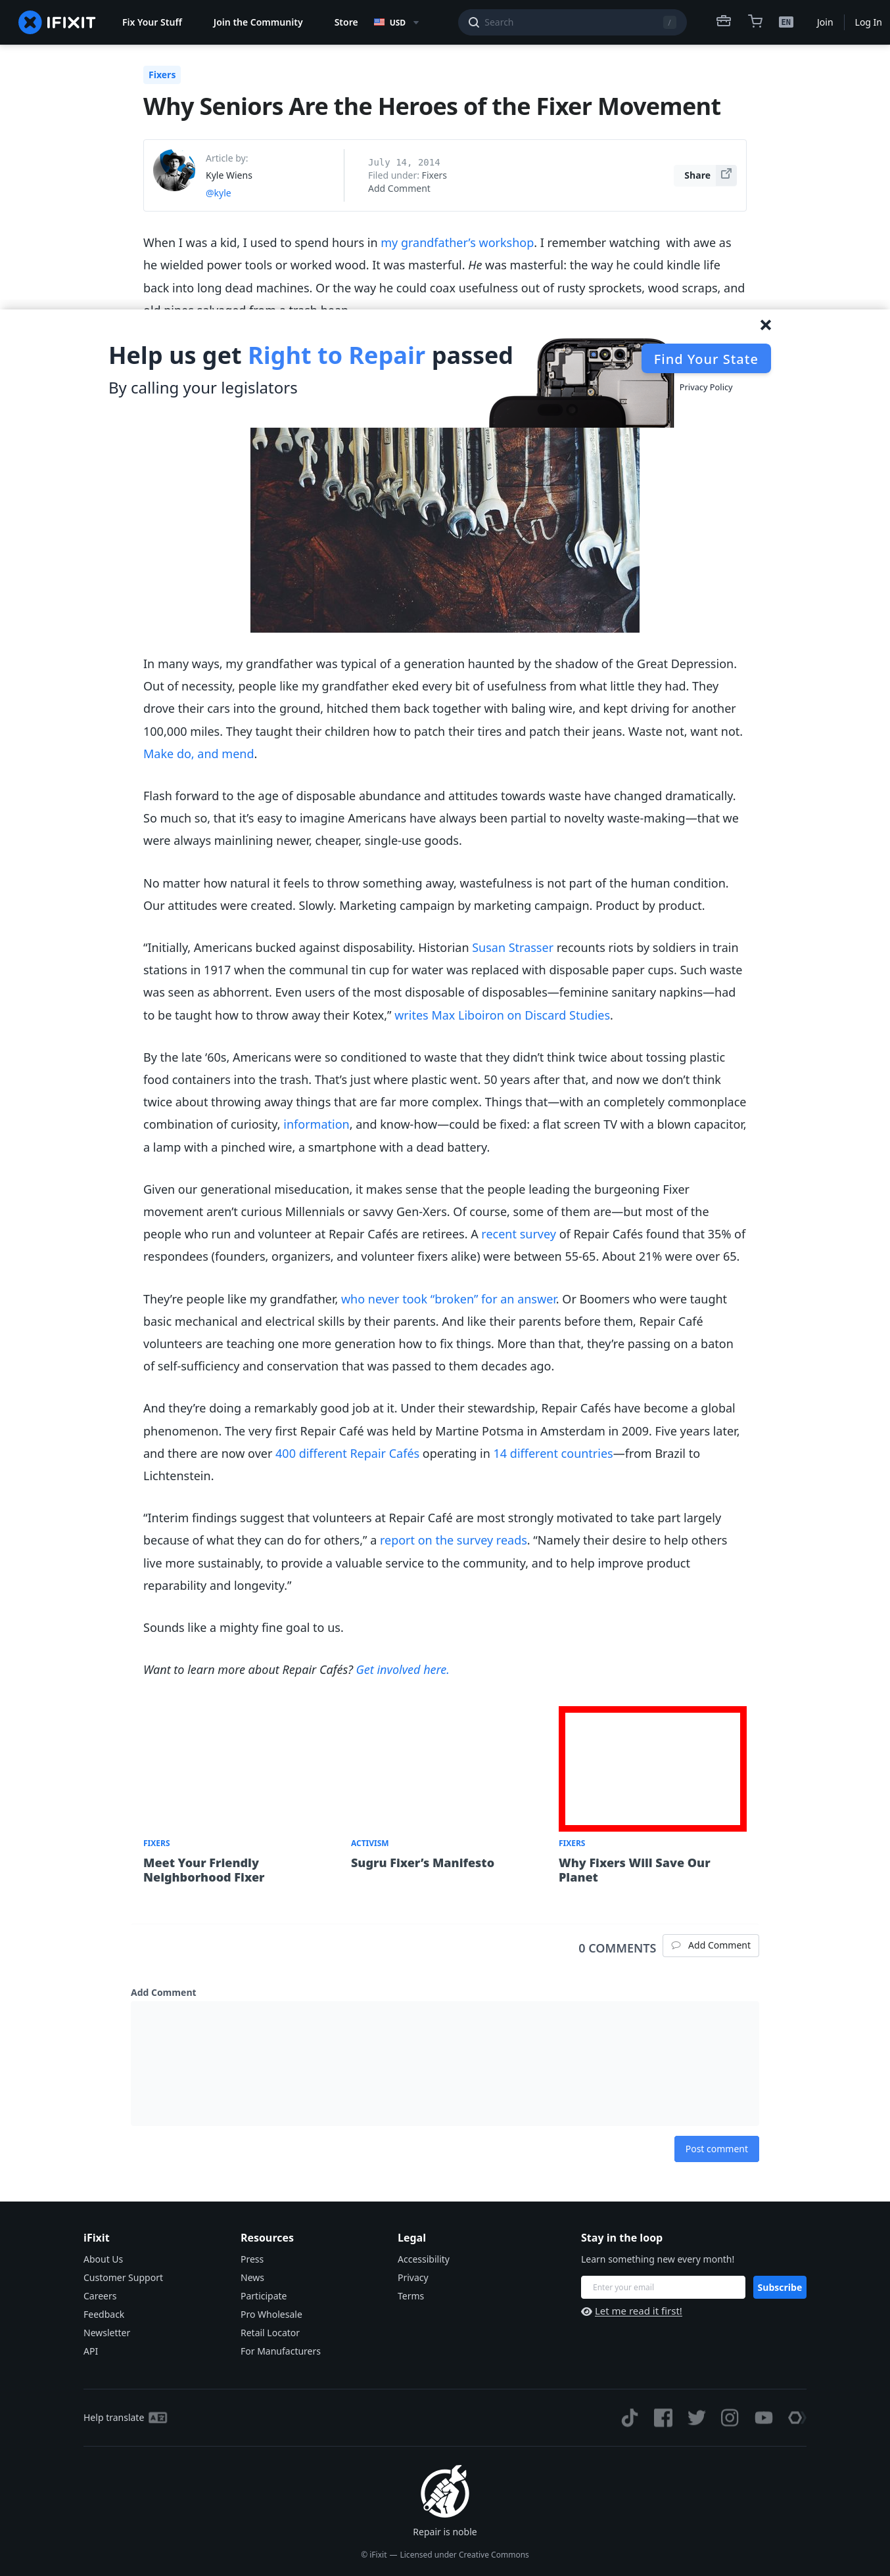 IFIXIT
Fix Your Stuff
Join the Community
Store
USD
Search
/
EN
Join
Log In
Fixers
Why Seniors Are the Heroes of the Fixer Movement
Article by:
Kyle Wiens
@kyle
July 14, 2014
Filed under: Fixers
Add Comment
Share
When I was a kid, I used to spend hours in my grandfather’s workshop. I remember watching with awe as
he wielded power tools or worked wood. It was masterful. He was masterful: the way he could kindle life
back into long dead machines. Or the way he could coax usefulness out of rusty sprockets, wood scraps, and
Help us get Right to Repair passed
By calling your legislators
Find Your State
Privacy Policy
In many ways, my grandfather was typical of a generation haunted by the shadow of the Great Depression.
Out of necessity, people like my grandfather eked every bit of usefulness from what little they had. They
drove their cars into the ground, hitched them back together with baling wire, and kept driving for another
100,000 miles. They taught their children how to patch their tires and patch their jeans. Waste not, want not.
Make do, and mend.
Flash forward to the age of disposable abundance and attitudes towards waste have changed dramatically.
So much so, that it’s easy to imagine Americans have always been partial to novelty waste-making—that we
were always mainlining newer, cheaper, single-use goods.
No matter how natural it feels to throw something away, wastefulness is not part of the human condition.
Our attitudes were created. Slowly. Marketing campaign by marketing campaign. Product by product.
“Initially, Americans bucked against disposability. Historian Susan Strasser recounts riots by soldiers in train
stations in 1917 when the communal tin cup for water was replaced with disposable paper cups. Such waste
was seen as abhorrent. Even users of the most disposable of disposables—feminine sanitary napkins—had
to be taught how to throw away their Kotex,” writes Max Liboiron on Discard Studies.
By the late ‘60s, Americans were so conditioned to waste that they didn’t think twice about tossing plastic
food containers into the trash. That’s just where plastic went. 50 years after that, and now we don’t think
twice about throwing away things that are far more complex. Things that—with an completely commonplace
combination of curiosity, information, and know-how—could be fixed: a flat screen TV with a blown capacitor,
a lamp with a pinched wire, a smartphone with a dead battery.
Given our generational miseducation, it makes sense that the people leading the burgeoning Fixer
movement aren’t curious Millennials or savvy Gen-Xers. Of course, some of them are—but most of the
people who run and volunteer at Repair Cafés are retirees. A recent survey of Repair Cafés found that 35% of
respondees (founders, organizers, and volunteer fixers alike) were between 55-65. About 21% were over 65.
They’re people like my grandfather, who never took “broken” for an answer. Or Boomers who were taught
basic mechanical and electrical skills by their parents. And like their parents before them, Repair Café
volunteers are teaching one more generation how to fix things. More than that, they’re passing on a baton
of self-sufficiency and conservation that was passed to them decades ago.
And they’re doing a remarkably good job at it. Under their stewardship, Repair Cafés have become a global
phenomenon. The very first Repair Café was held by Martine Potsma in Amsterdam in 2009. Five years later,
and there are now over 400 different Repair Cafés operating in 14 different countries—from Brazil to
Lichtenstein.
“Interim findings suggest that volunteers at Repair Café are most strongly motivated to take part largely
because of what they can do for others,” a report on the survey reads. “Namely their desire to help others
live more sustainably, to provide a valuable service to the community, and to help improve product
reparability and longevity.”
Sounds like a mighty fine goal to us.
Want to learn more about Repair Cafés? Get involved here.
FIXERS
Meet Your Friendly
Neighborhood Fixer
ACTIVISM
Sugru Fixer’s Manifesto
FIXERS
Why Fixers Will Save Our
Planet
0 COMMENTS
Add Comment
Add Comment
Post comment
iFixit
About Us
Customer Support
Careers
Feedback
Newsletter
API
Resources
Press
News
Participate
Pro Wholesale
Retail Locator
For Manufacturers
Legal
Accessibility
Privacy
Terms
Stay in the loop
Learn something new every month!
Enter your email
Subscribe
Let me read it first!
Help translate
Repair is noble
© iFixit — Licensed under Creative Commons